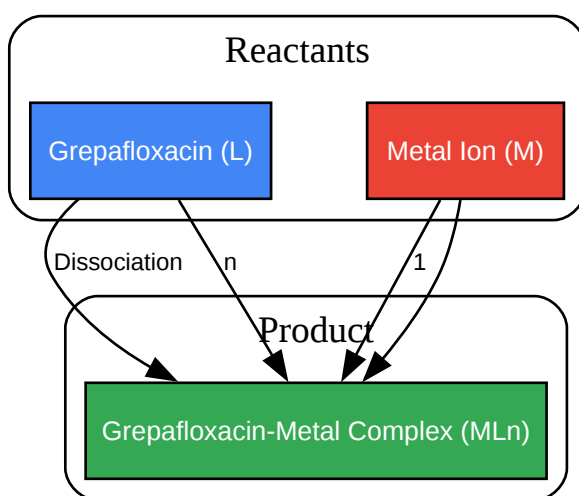 Reactants
Grepafloxacin (L)
Metal Ion (M)
Dissociation
n
1
Product
Grepafloxacin-Metal Complex (MLn)